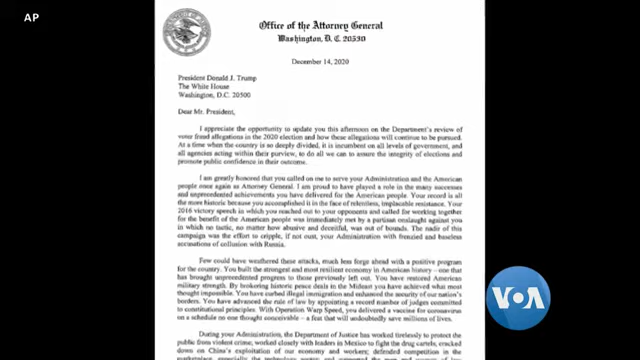 AP
Office of the Attorney General
Washington, D. C. 20530
December 14, 2020
President Donald J. Trump
The White House
Washington, D.C. 20500
Dear Mr. President,
I appreciate the opportunity to update you this afternoon on the Department's review of
voter fraud allegations in the 2020 election and how these allegations will continue to be pursued.
At a time when the country is so deeply divided, it is incumbent on all levels of government, and
all agencies acting within their purview, to do all we can to assure the integrity of elections and
promote public confidence in their outcome.
I am greatly honored that you called on me to serve your Administration and the American
people once again as Attorney General. I am proud to have played a role in the many successes
and unprecedented achievements you have delivered for the American people. Your record is all
the more historic because you accomplished it in the face of relentless, implacable resistance. Your
2016 victory speech in which you reached out to your opponents and called for working together
for the benefit of the American people was immediately met by a partisan onslaught against you
in which no tactic, no matter how abusive and deceitful, was out of bounds. The nadir of this
campaign was the effort to cripple, if not oust, your Administration with frenzied and baseless
accusations of collusion with Russia.
Few could have weathered these attacks, much less forge ahead with a positive program
for the country. You built the strongest and most resilient economy in American history – one that
has brought unprecedented progress to those previously left out. You have restored American
military strength. By brokering historic peace deals in the Mideast you have achieved what most
thought impossible. You have curbed illegal immigration and enhanced the security of our nation's
borders. You have advanced the rule of law by appointing a record number of judges committed
to constitutional principles. With Operation Warp Speed, you delivered a vaccine for coronavirus
on a schedule no one thought conceivable – a feat that will undoubtedly save millions of lives.
During your Administration, the Department of Justice has worked tirelessly to protect the
public from violent crime; worked closely with leaders in Mexico to fight the drug cartels; cracked
down on China's exploitation of our economy and workers; defended competition in the
VOA